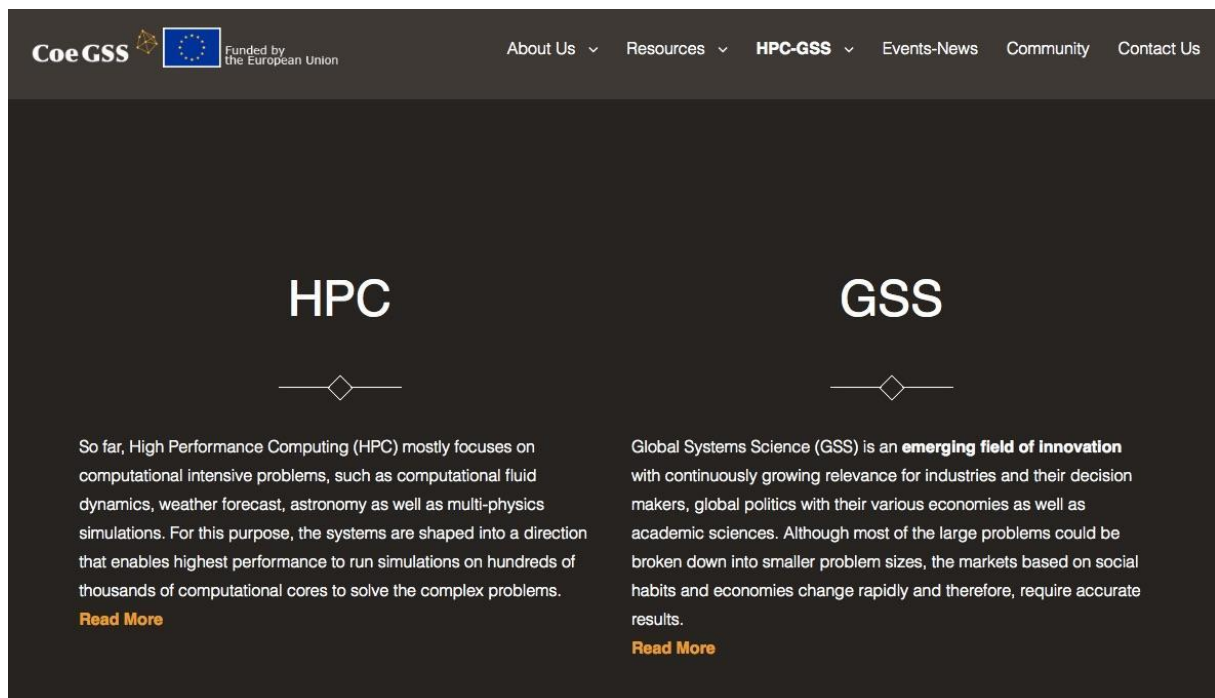 CoeGSS
Funded by
the European Union
About Us
Resources
HPC-GSS
Events-News
Community
Contact Us
HPC
So far, High Performance Computing (HPC) mostly focuses on
computational intensive problems, such as computational fluid
dynamics, weather forecast, astronomy as well as multi-physics
simulations. For this purpose, the systems are shaped into a direction
that enables highest performance to run simulations on hundreds of
thousands of computational cores to solve the complex problems.
Read More
GSS
Global Systems Science (GSS) is an emerging field of innovation
with continuously growing relevance for industries and their decision
makers, global politics with their various economies as well as
academic sciences. Although most of the large problems could be
broken down into smaller problem sizes, the markets based on social
habits and economies change rapidly and therefore, require accurate
results.
Read More